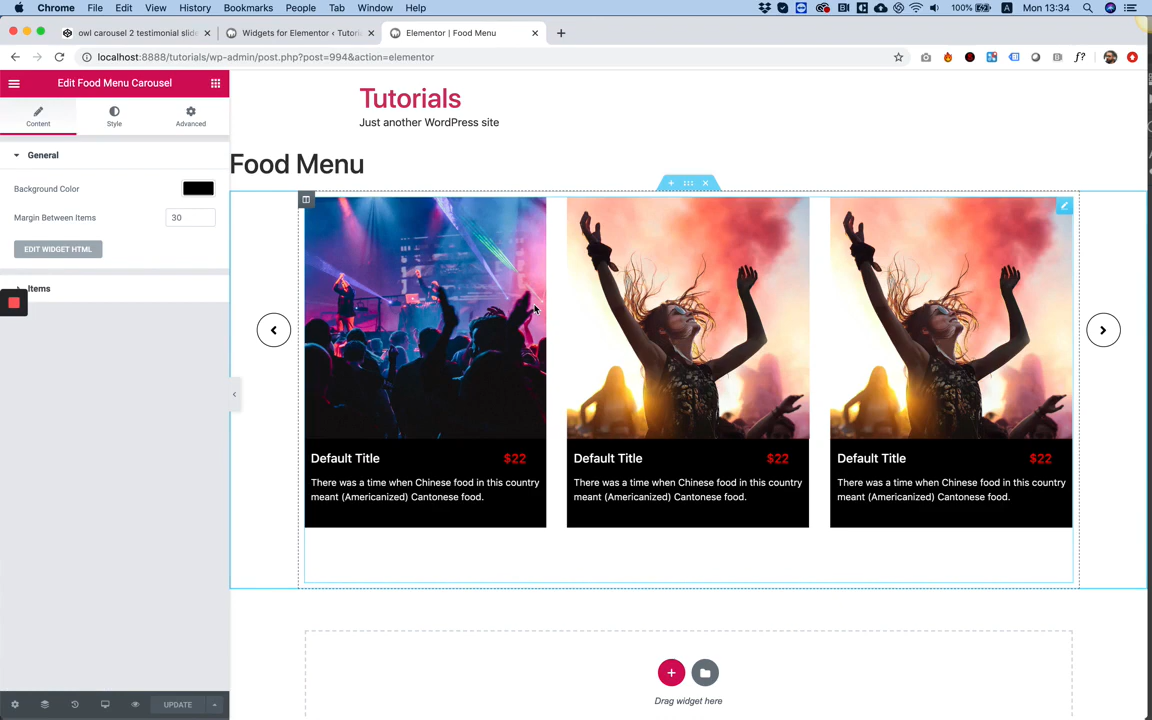 Chrome File Edit View History Bookmarks People Tab Window Help
100% Mon 13:34
owl carousel 2 testimonial slide
Widgets for Elementor ‹ Tutoria
Elementor | Food Menu
localhost:8888/tutorials/wp-admin/post.php?post=994&action=elementor
Edit Food Menu Carousel
Content
Style
Advanced
General
Background Color
Margin Between Items 30
EDIT WIDGET HTML
Items
UPDATE
Tutorials
Just another WordPress site
Food Menu
Default Title $22
There was a time when Chinese food in this country
meant (Americanized) Cantonese food.
Default Title $22
There was a time when Chinese food in this country
meant (Americanized) Cantonese food.
Default Title $22
There was a time when Chinese food in this country
meant (Americanized) Cantonese food.
Drag widget here